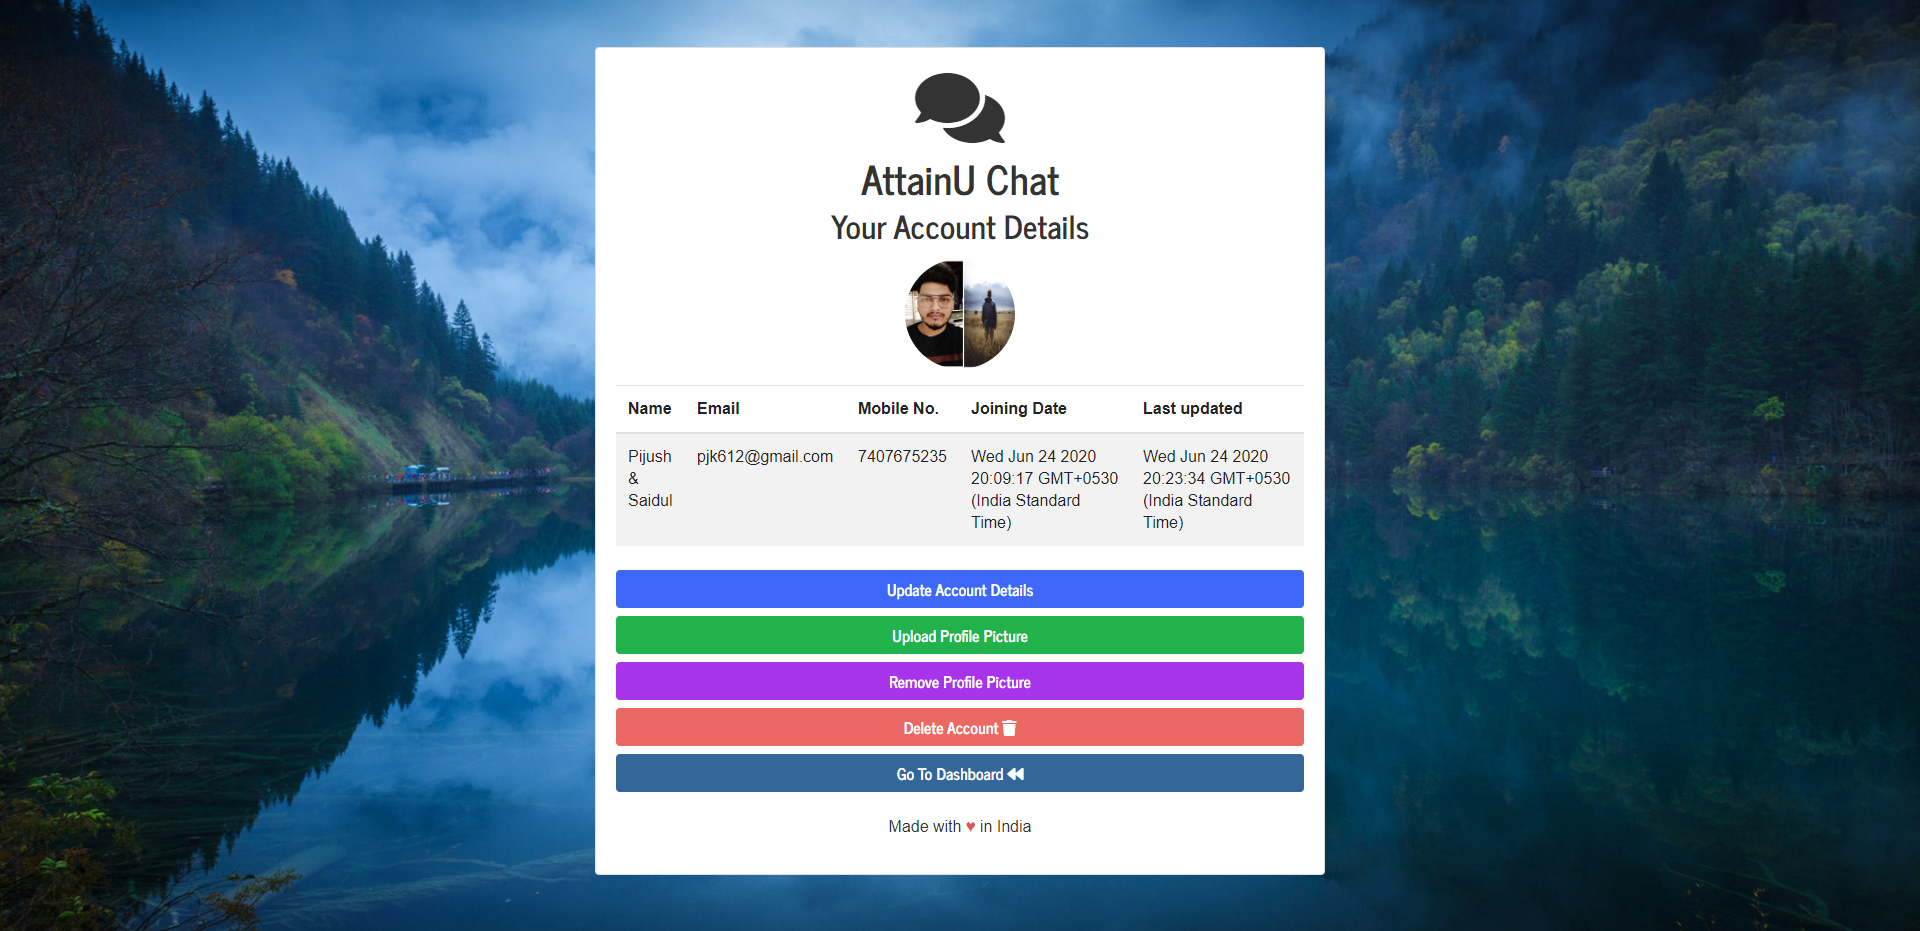 AttainU Chat
Your Account Details
Name Email Mobile No. Joining Date Last updated
Pijush pjk612@gmail.com 7407675235 Wed Jun 24 2020 Wed Jun 24 2020
& 20:09:17 GMT+0530 20:23:34 GMT+0530
Saidul (India Standard (India Standard
Time) Time)
Update Account Details
Upload Profile Picture
Remove Profile Picture
Delete Account
Go To Dashboard
Made with ♥ in India